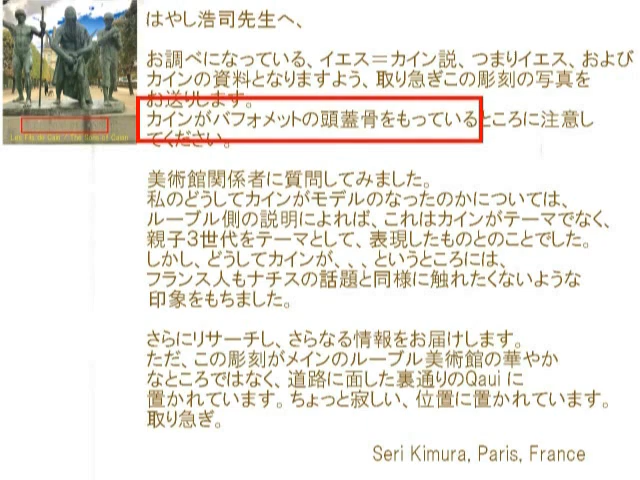 はやし浩司先生へ、
お調べになっている、イエス＝カイン説、つまりイエス、および
カインの資料となりますよう、取り急ぎこの彫刻の写真を
お送りします。
カインがバフォメットの頭蓋骨をもっているところに注意し
てください。
美術館関係者に質問してみました。
私のどうしてカインがモデルのなったのかについては、
ルーブル側の説明によれば、これはカインがテーマでなく、
親子３世代をテーマとして、表現したものとのことでした。
しかし、どうしてカインが、、、というところには、
フランス人もナチスの話題と同様に触れたくないような
印象をもちました。
さらにリサーチし、さらなる情報をお届けします。
ただ、この彫刻がメインのルーブル美術館の華やか
なところではなく、道路に面した裏通りのQauiに
置かれています。ちょっと寂しい、位置に置かれています。
取り急ぎ。
Seri Kimura, Paris, France
Les Fils de Cain / The Sons of Cain